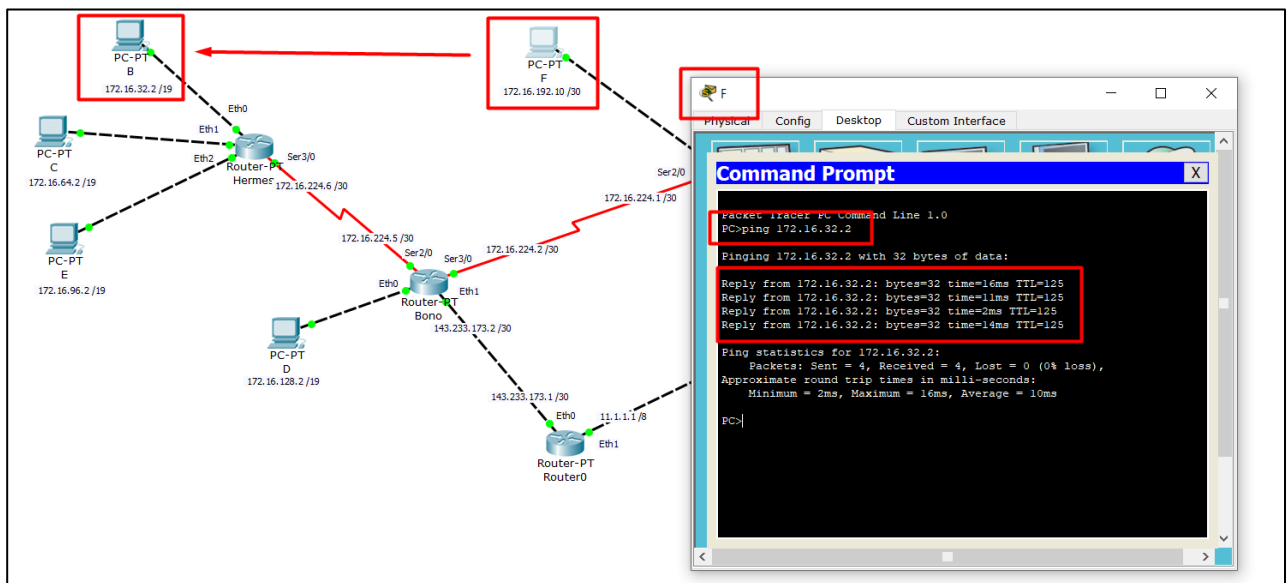 PC-PT
B
172.16.32.2 /19
PC-PT
F
172.16.192.10 /30
Eth0
Eth1
Eth2
PC-PT
C
172.16.64.2 /19
Router-PT
Hermes
Ser3/0
172.16.224.6 /30
Ser2/0
172.16.224.1 /30
PC-PT
E
172.16.96.2 /19
172.16.224.5 /30
Ser2/0
Ser3/0
172.16.224.2 /30
Eth0
Eth1
Router-PT
Bono
143.233.173.2 /30
PC-PT
D
172.16.128.2 /19
143.233.173.1 /30
Eth0
11.1.1.1 /8
Eth1
Router-PT
Router0
F
Physical Config Desktop Custom Interface
Command Prompt
X
Packet Tracer PC Command Line 1.0
PC>ping 172.16.32.2
Pinging 172.16.32.2 with 32 bytes of data:
Reply from 172.16.32.2: bytes=32 time=16ms TTL=125
Reply from 172.16.32.2: bytes=32 time=11ms TTL=125
Reply from 172.16.32.2: bytes=32 time=2ms TTL=125
Reply from 172.16.32.2: bytes=32 time=14ms TTL=125
Ping statistics for 172.16.32.2:
Packets: Sent = 4, Received = 4, Lost = 0 (0% loss),
Approximate round trip times in milli-seconds:
Minimum = 2ms, Maximum = 16ms, Average = 10ms
PC>